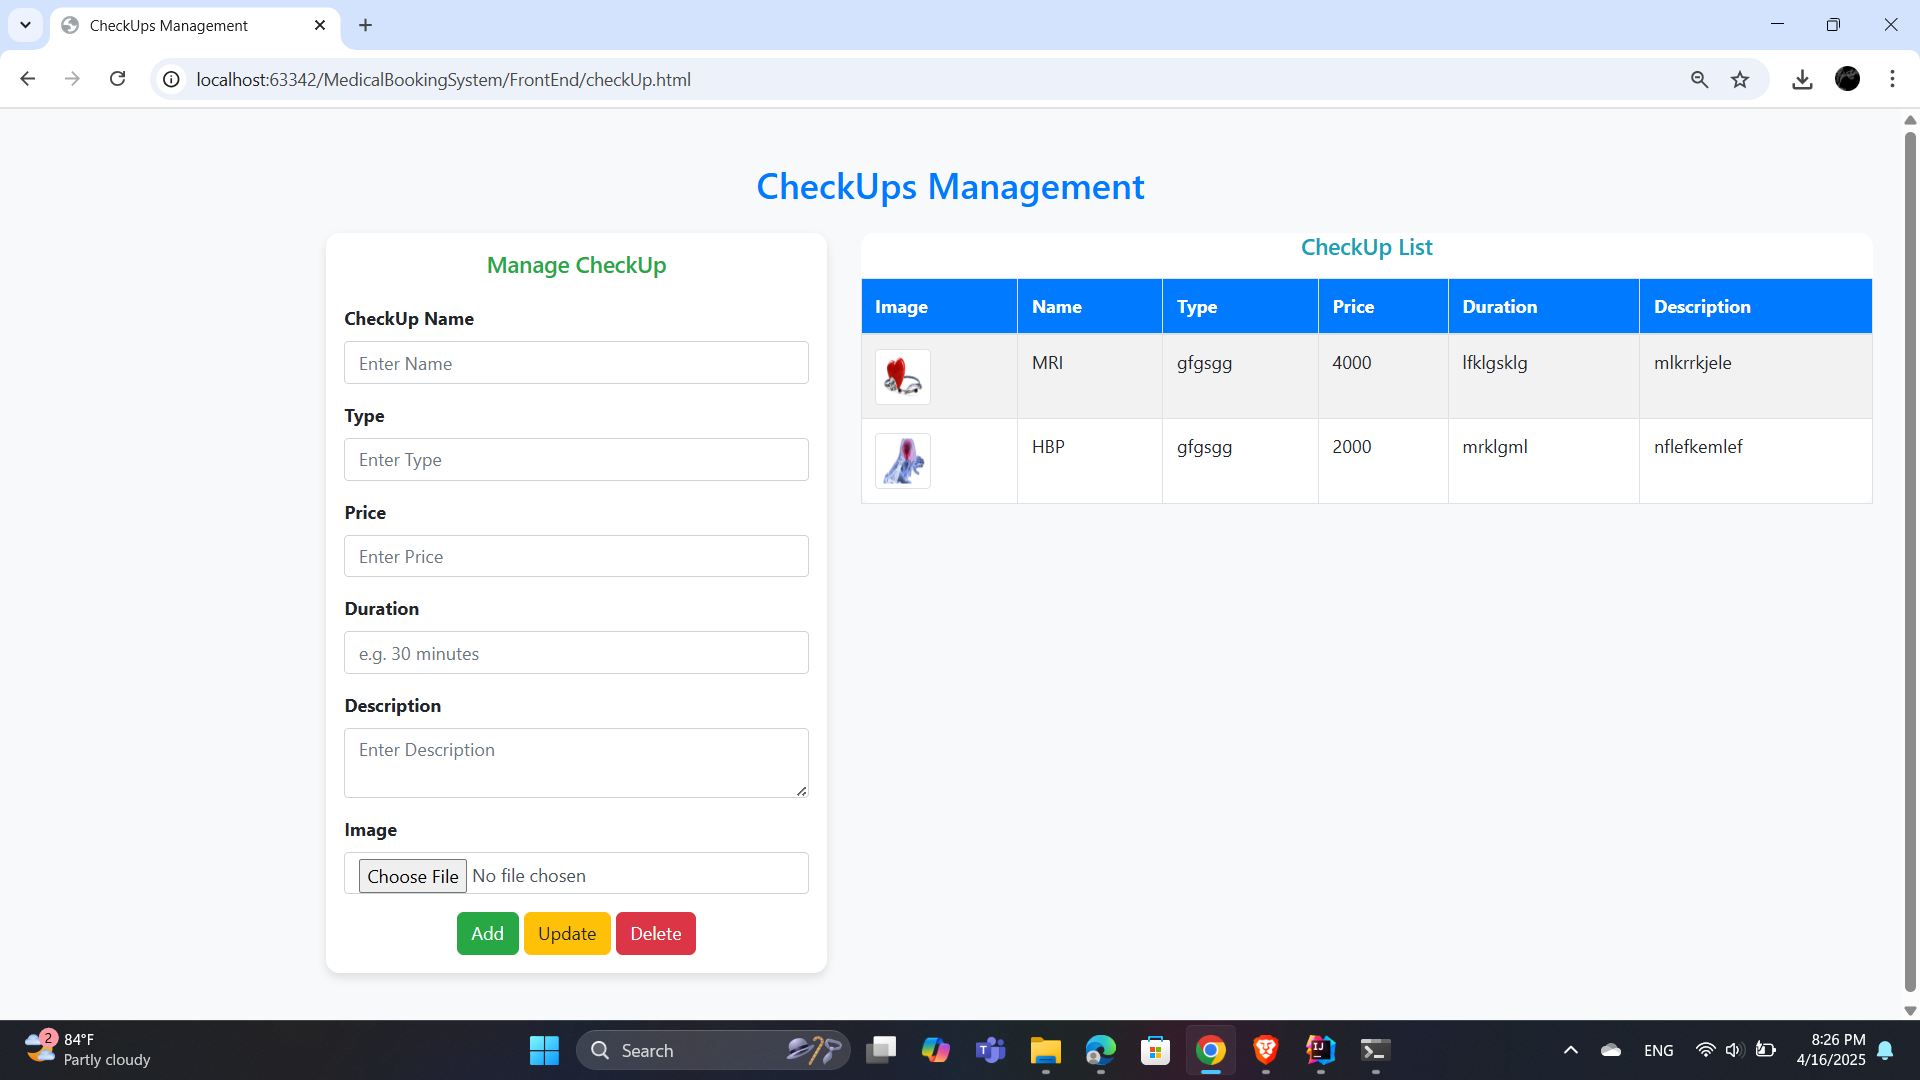 CheckUps Management
localhost:63342/MedicalBookingSystem/FrontEnd/checkUp.html
CheckUps Management
Manage CheckUp
CheckUp Name
Enter Name
Type
Enter Type
Price
Enter Price
Duration
e.g. 30 minutes
Description
Enter Description
Image
Choose File No file chosen
Add Update Delete
CheckUp List
Image Name Type Price Duration Description
MRI gfgsgg 4000 lfklgsklg mlkrrkjele
HBP gfgsgg 2000 mrklgml nflefkemlef
2
84°F
Partly cloudy
Search
ENG
8:26 PM
4/16/2025